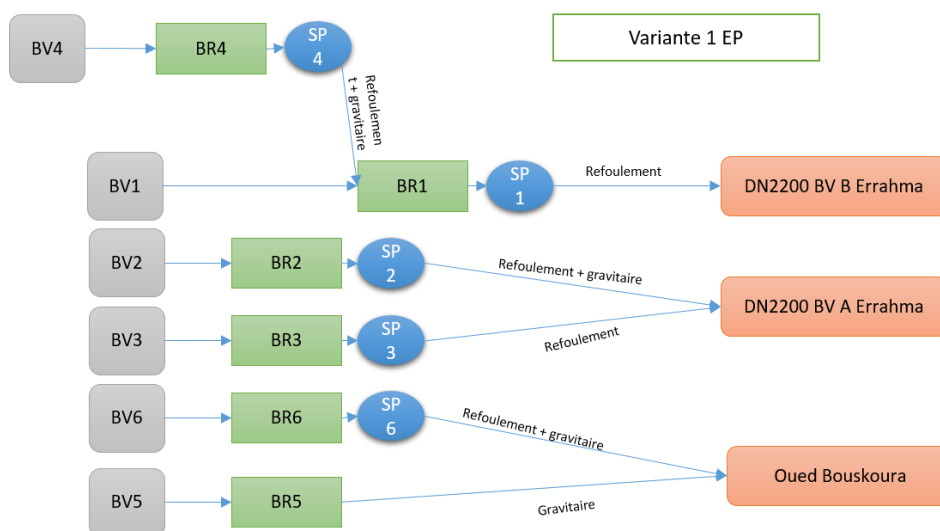 Variante 1 EP
BV4
BR4
SP
4
Refoulemen
t + gravitaire
BV1
BR1
SP
1
Refoulement
DN2200 BV B Errahma
BV2
BR2
SP
2
Refoulement + gravitaire
DN2200 BV A Errahma
BV3
BR3
SP
3
Refoulement
BV6
BR6
SP
6
Refoulement + gravitaire
Oued Bouskoura
BV5
BR5
Gravitaire